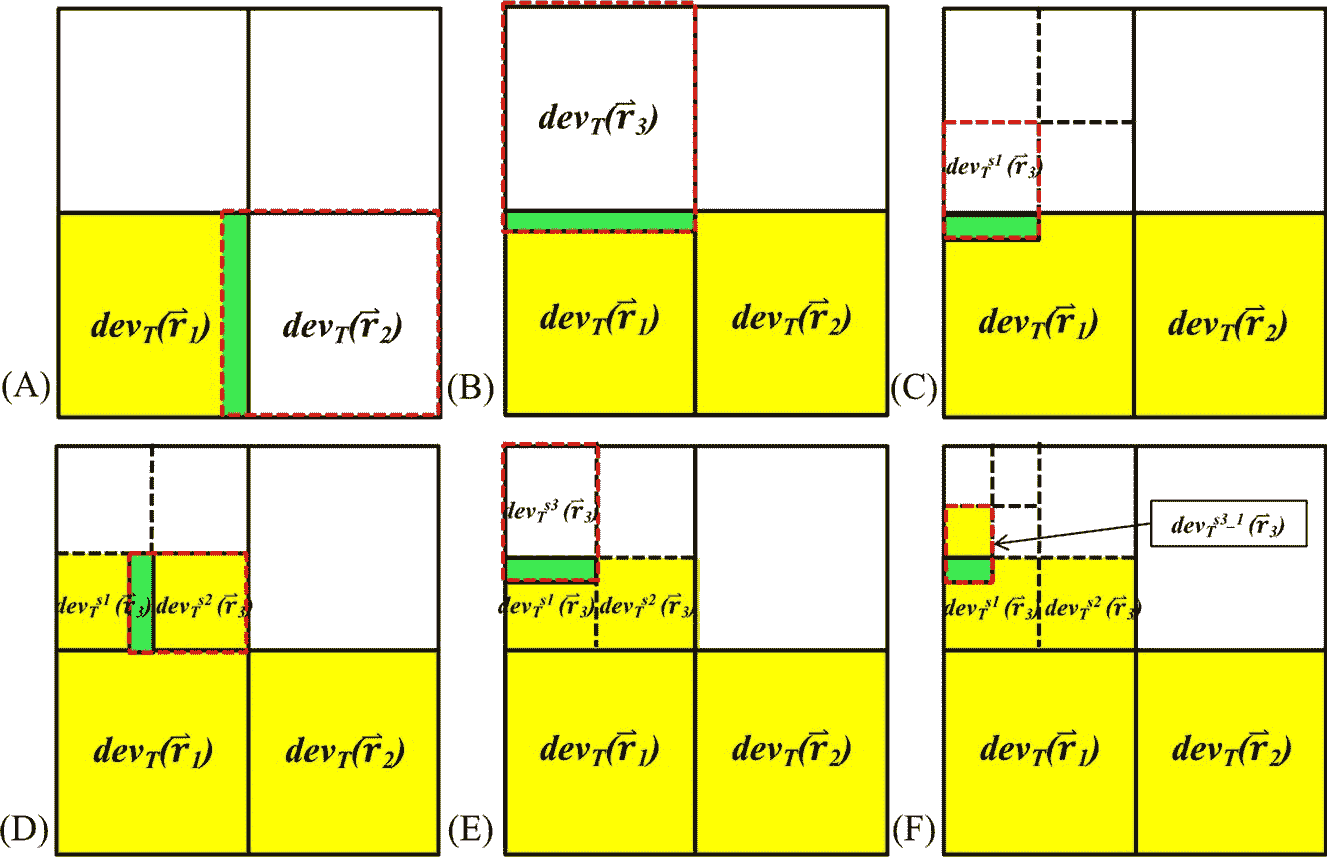 dev_T(r⃗_1) dev_T(r⃗_2)
(A)
dev_T(r⃗_3)
dev_T(r⃗_1) dev_T(r⃗_2)
(B)
dev_T^s1(r⃗_3)
dev_T(r⃗_1) dev_T(r⃗_2)
(C)
dev_T^s1(r⃗_3) dev_T^s2(r⃗_3)
dev_T(r⃗_1) dev_T(r⃗_2)
(D)
dev_T^s3(r⃗_3)
dev_T^s1(r⃗_3) dev_T^s2(r⃗_3)
dev_T(r⃗_1) dev_T(r⃗_2)
(E)
dev_T^s3_1(r⃗_3)
dev_T^s1(r⃗_3) dev_T^s2(r⃗_3)
dev_T(r⃗_1) dev_T(r⃗_2)
(F)